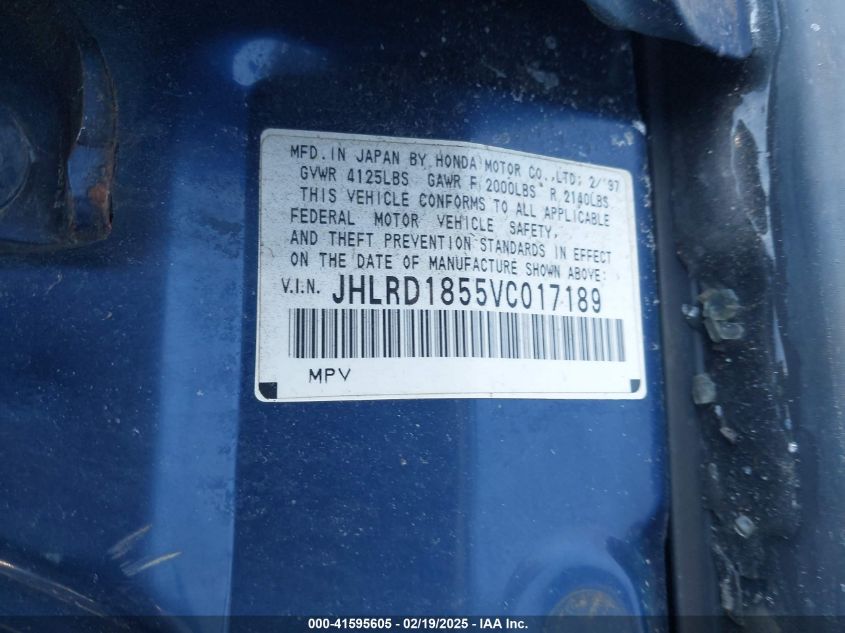 MFD. IN JAPAN BY HONDA MOTOR CO., LTD; 2/'97
GVWR 4125LBS GAWR F 2000LBS R 2140LBS
THIS VEHICLE CONFORMS TO ALL APPLICABLE
FEDERAL MOTOR VEHICLE SAFETY,
AND THEFT PREVENTION STANDARDS IN EFFECT
ON THE DATE OF MANUFACTURE SHOWN ABOVE:
V.I.N. JHLRD1855VC017189
MPV
000-41595605 - 02/19/2025 - IAA Inc.